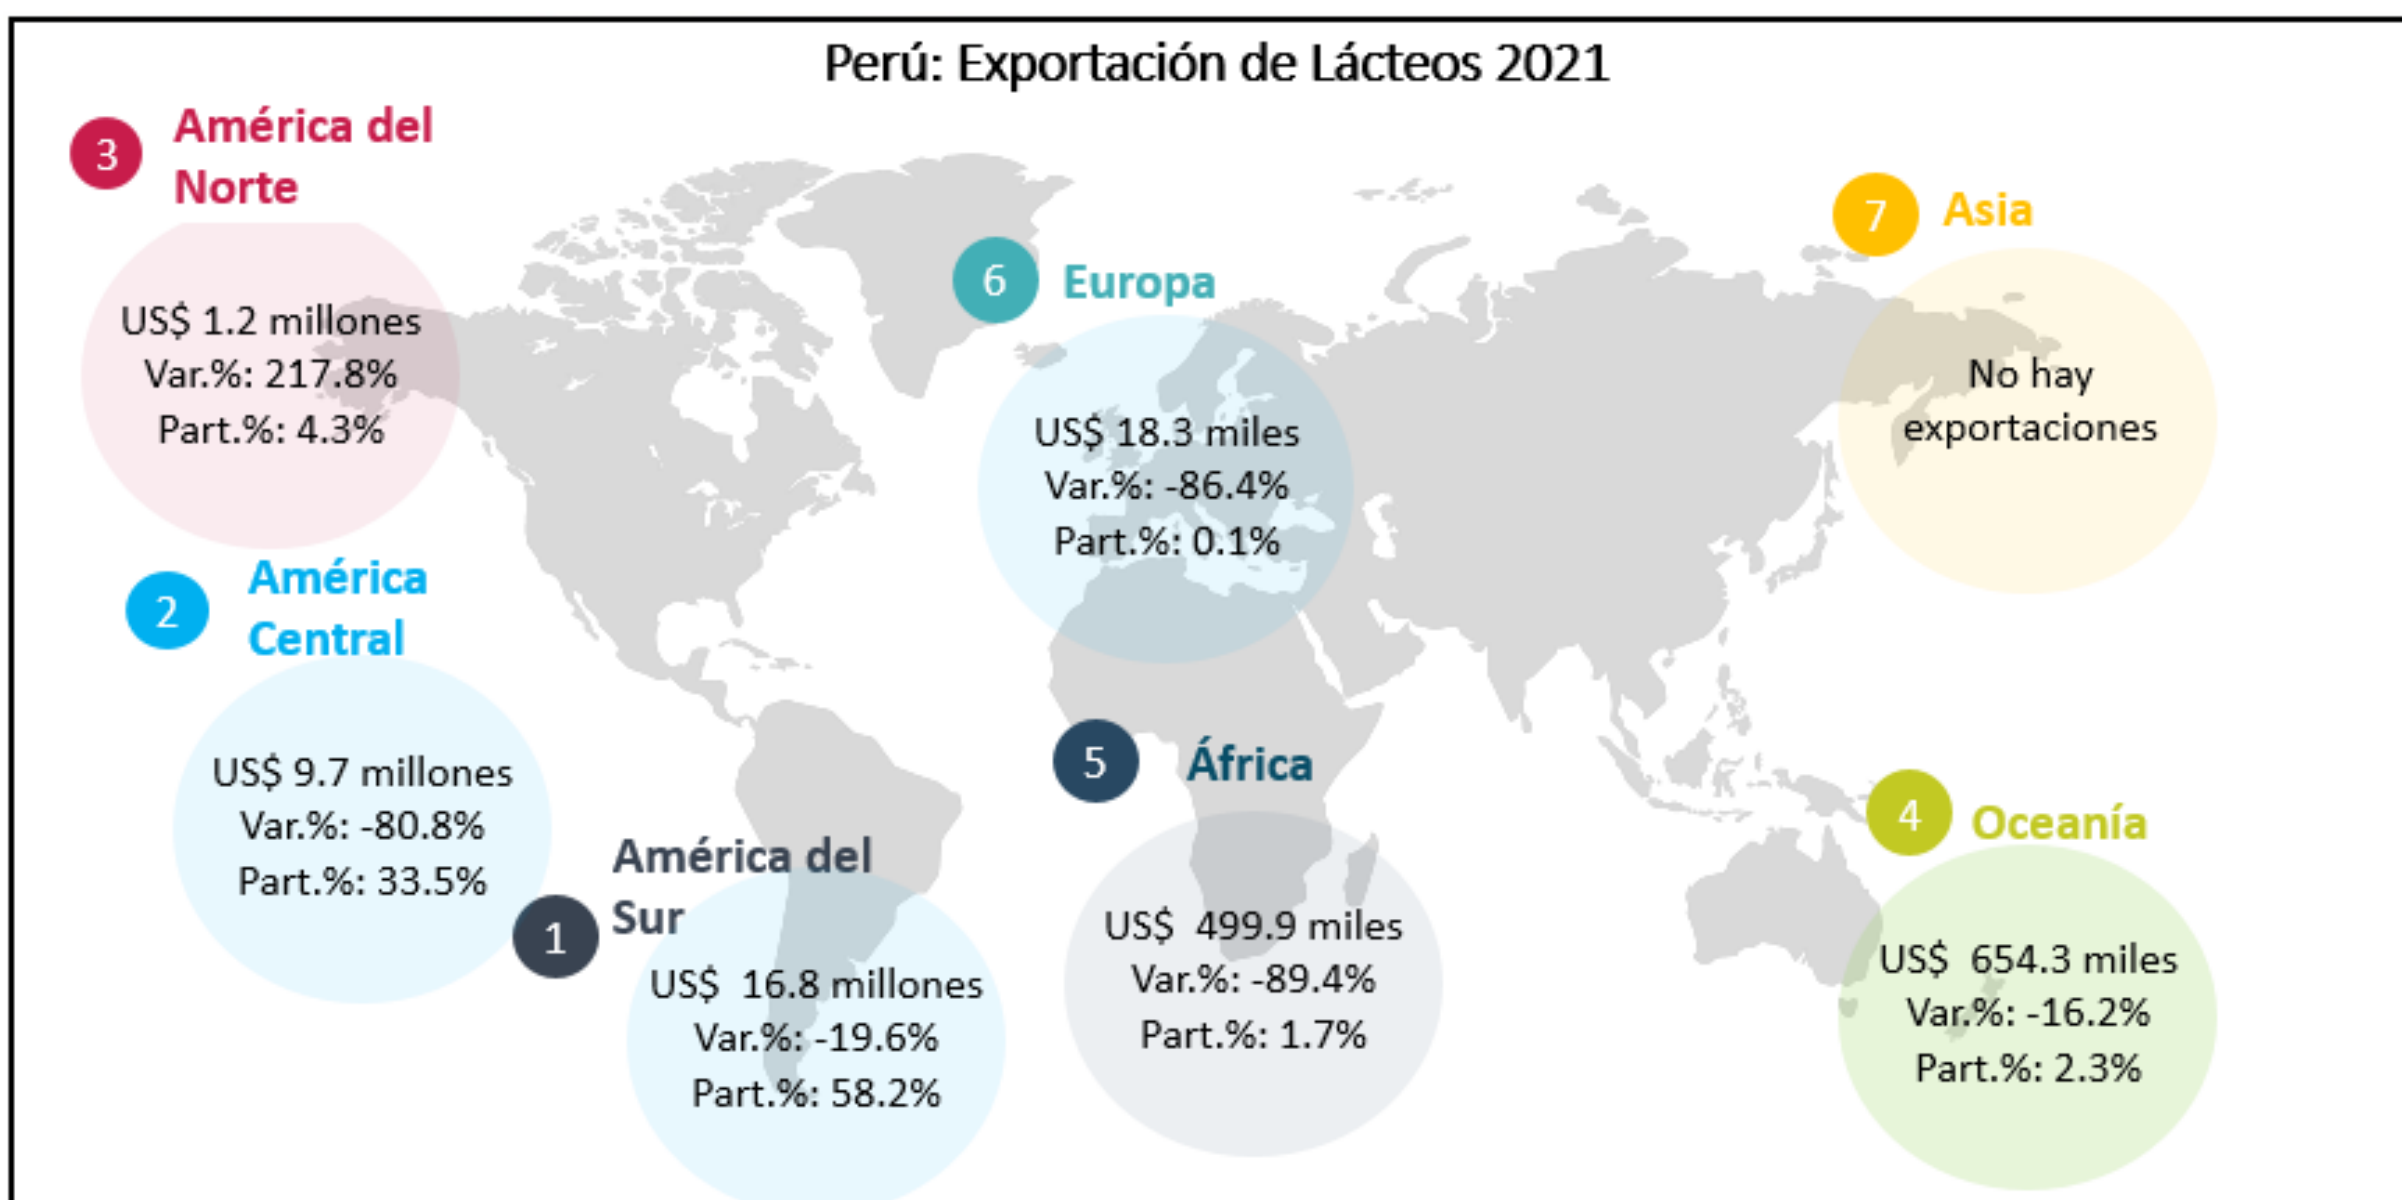 Perú: Exportación de Lácteos 2021
3
América del
Norte
US$ 1.2 millones
Var.%: 217.8%
Part.%: 4.3%
2
América
Central
US$ 9.7 millones
Var.%: -80.8%
Part.%: 33.5%
1
América del
Sur
US$  16.8 millones
Var.%: -19.6%
Part.%: 58.2%
6
Europa
US$ 18.3 miles
Var.%: -86.4%
Part.%: 0.1%
5
África
US$  499.9 miles
Var.%: -89.4%
Part.%: 1.7%
7
Asia
No hay
exportaciones
4
Oceanía
US$  654.3 miles
Var.%: -16.2%
Part.%: 2.3%